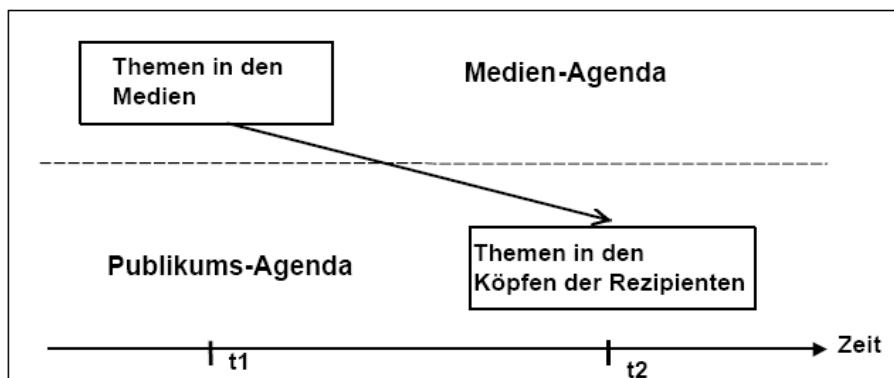 Themen in den
Medien
Medien-Agenda
Publikums-Agenda
Themen in den
Köpfen der Rezipienten
Zeit
t1
t2